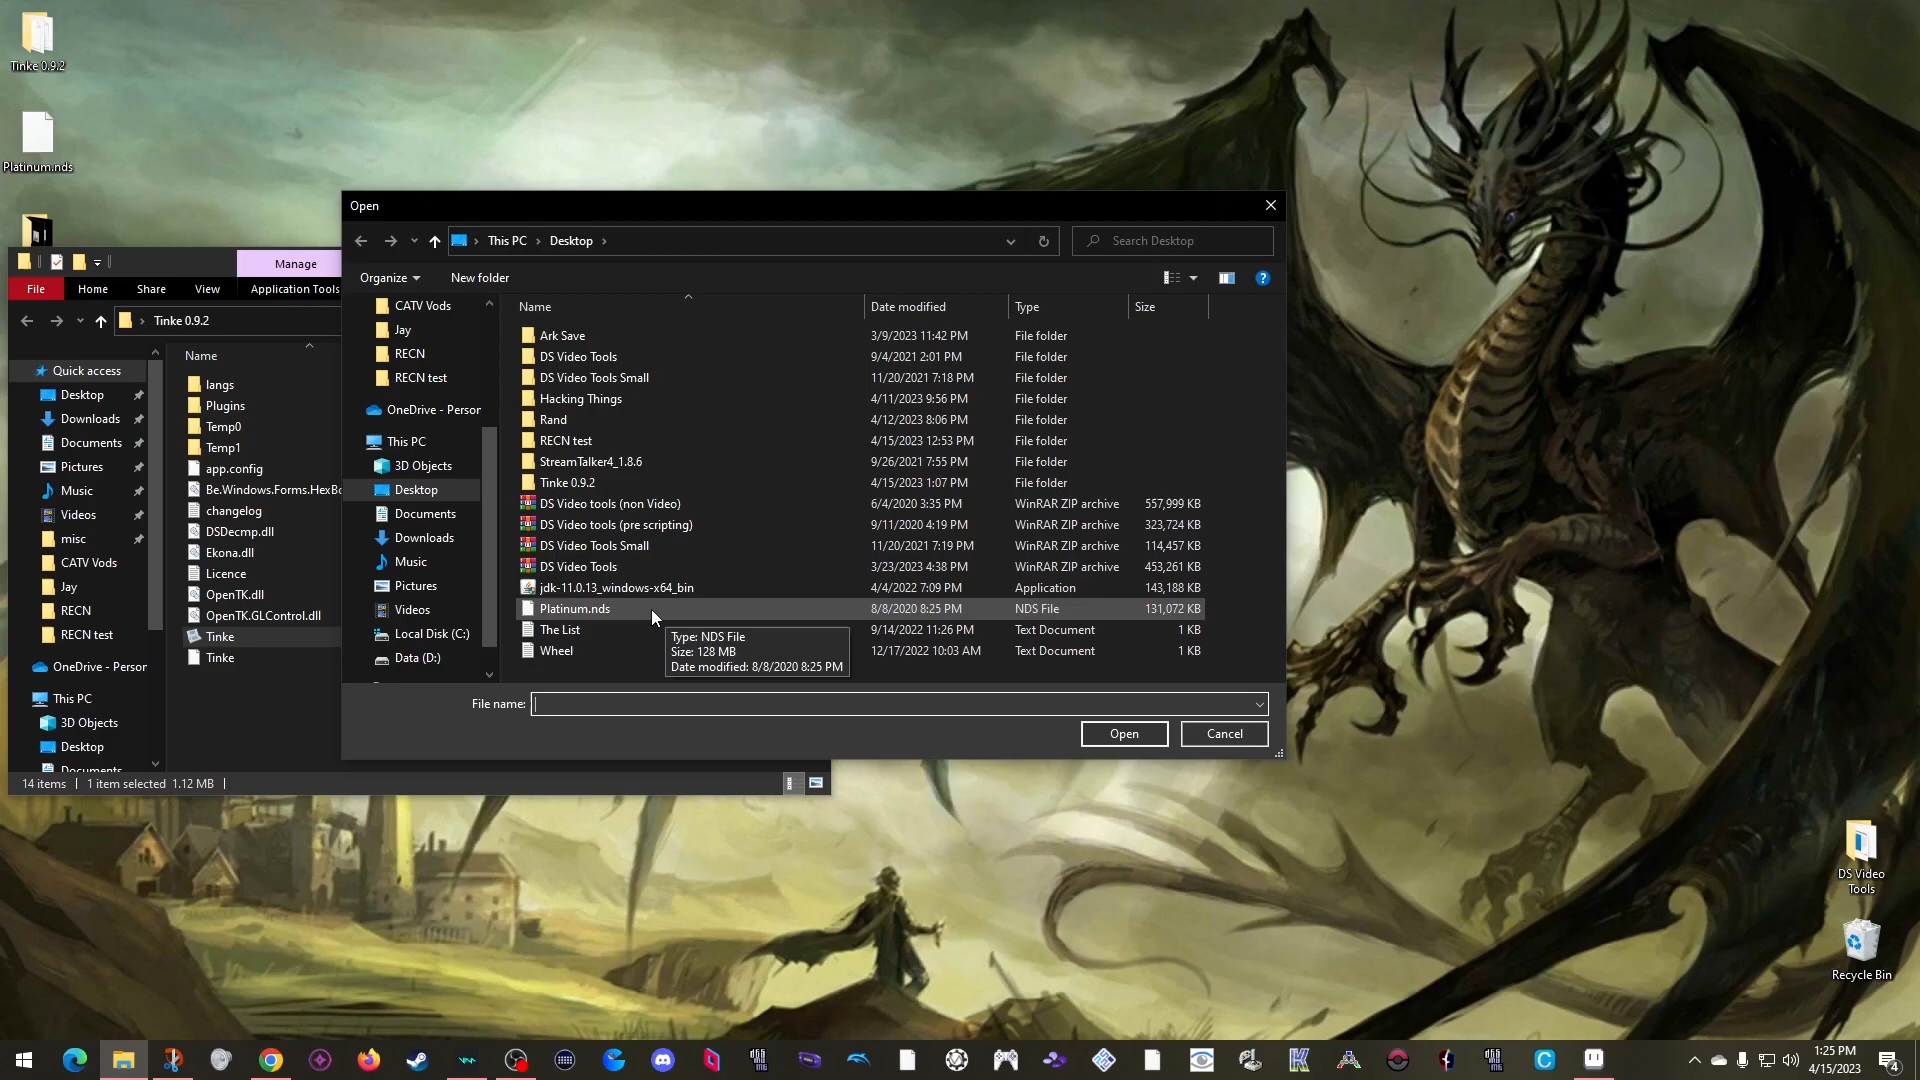 Tinke 0.9.2
Platinum.nds
Manage
File
Home
Share
View
Application Tools
Tinke 0.9.2
Name
Quick access
Desktop
Downloads
Documents
Pictures
Music
Videos
misc
CATV Vods
Jay
RECN
RECN test
OneDrive - Person
This PC
3D Objects
Desktop
Documents
langs
Plugins
Temp0
Temp1
app.config
Be.Windows.Forms.HexBo
changelog
DSDecmp.dll
Ekona.dll
Licence
OpenTK.dll
OpenTK.GLControl.dll
Tinke
Tinke
14 items
1 item selected 1.12 MB
Open
This PC
Desktop
Search Desktop
Organize
New folder
CATV Vods
Jay
RECN
RECN test
OneDrive - Person
This PC
3D Objects
Desktop
Documents
Downloads
Music
Pictures
Videos
Local Disk (C:)
Data (D:)
Name Date modified Type Size
Ark Save 3/9/2023 11:42 PM File folder
DS Video Tools 9/4/2021 2:01 PM File folder
DS Video Tools Small 11/20/2021 7:18 PM File folder
Hacking Things 4/11/2023 9:56 PM File folder
Rand 4/12/2023 8:06 PM File folder
RECN test 4/15/2023 12:53 PM File folder
StreamTalker4_1.8.6 9/26/2021 7:55 PM File folder
Tinke 0.9.2 4/15/2023 1:07 PM File folder
DS Video tools (non Video) 6/4/2020 3:35 PM WinRAR ZIP archive 557,999 KB
DS Video tools (pre scripting) 9/11/2020 4:19 PM WinRAR ZIP archive 323,724 KB
DS Video Tools Small 11/20/2021 7:19 PM WinRAR ZIP archive 114,457 KB
DS Video Tools 3/23/2023 4:38 PM WinRAR ZIP archive 453,261 KB
jdk-11.0.13_windows-x64_bin 4/4/2022 7:09 PM Application 143,188 KB
Platinum.nds 8/8/2020 8:25 PM NDS File 131,072 KB
The List 9/14/2022 11:26 PM Text Document 1 KB
Wheel 12/17/2022 10:03 AM Text Document 1 KB
Type: NDS File
Size: 128 MB
Date modified: 8/8/2020 8:25 PM
File name:
Open
Cancel
DS Video
Tools
Recycle Bin
1:25 PM
4/15/2023
4